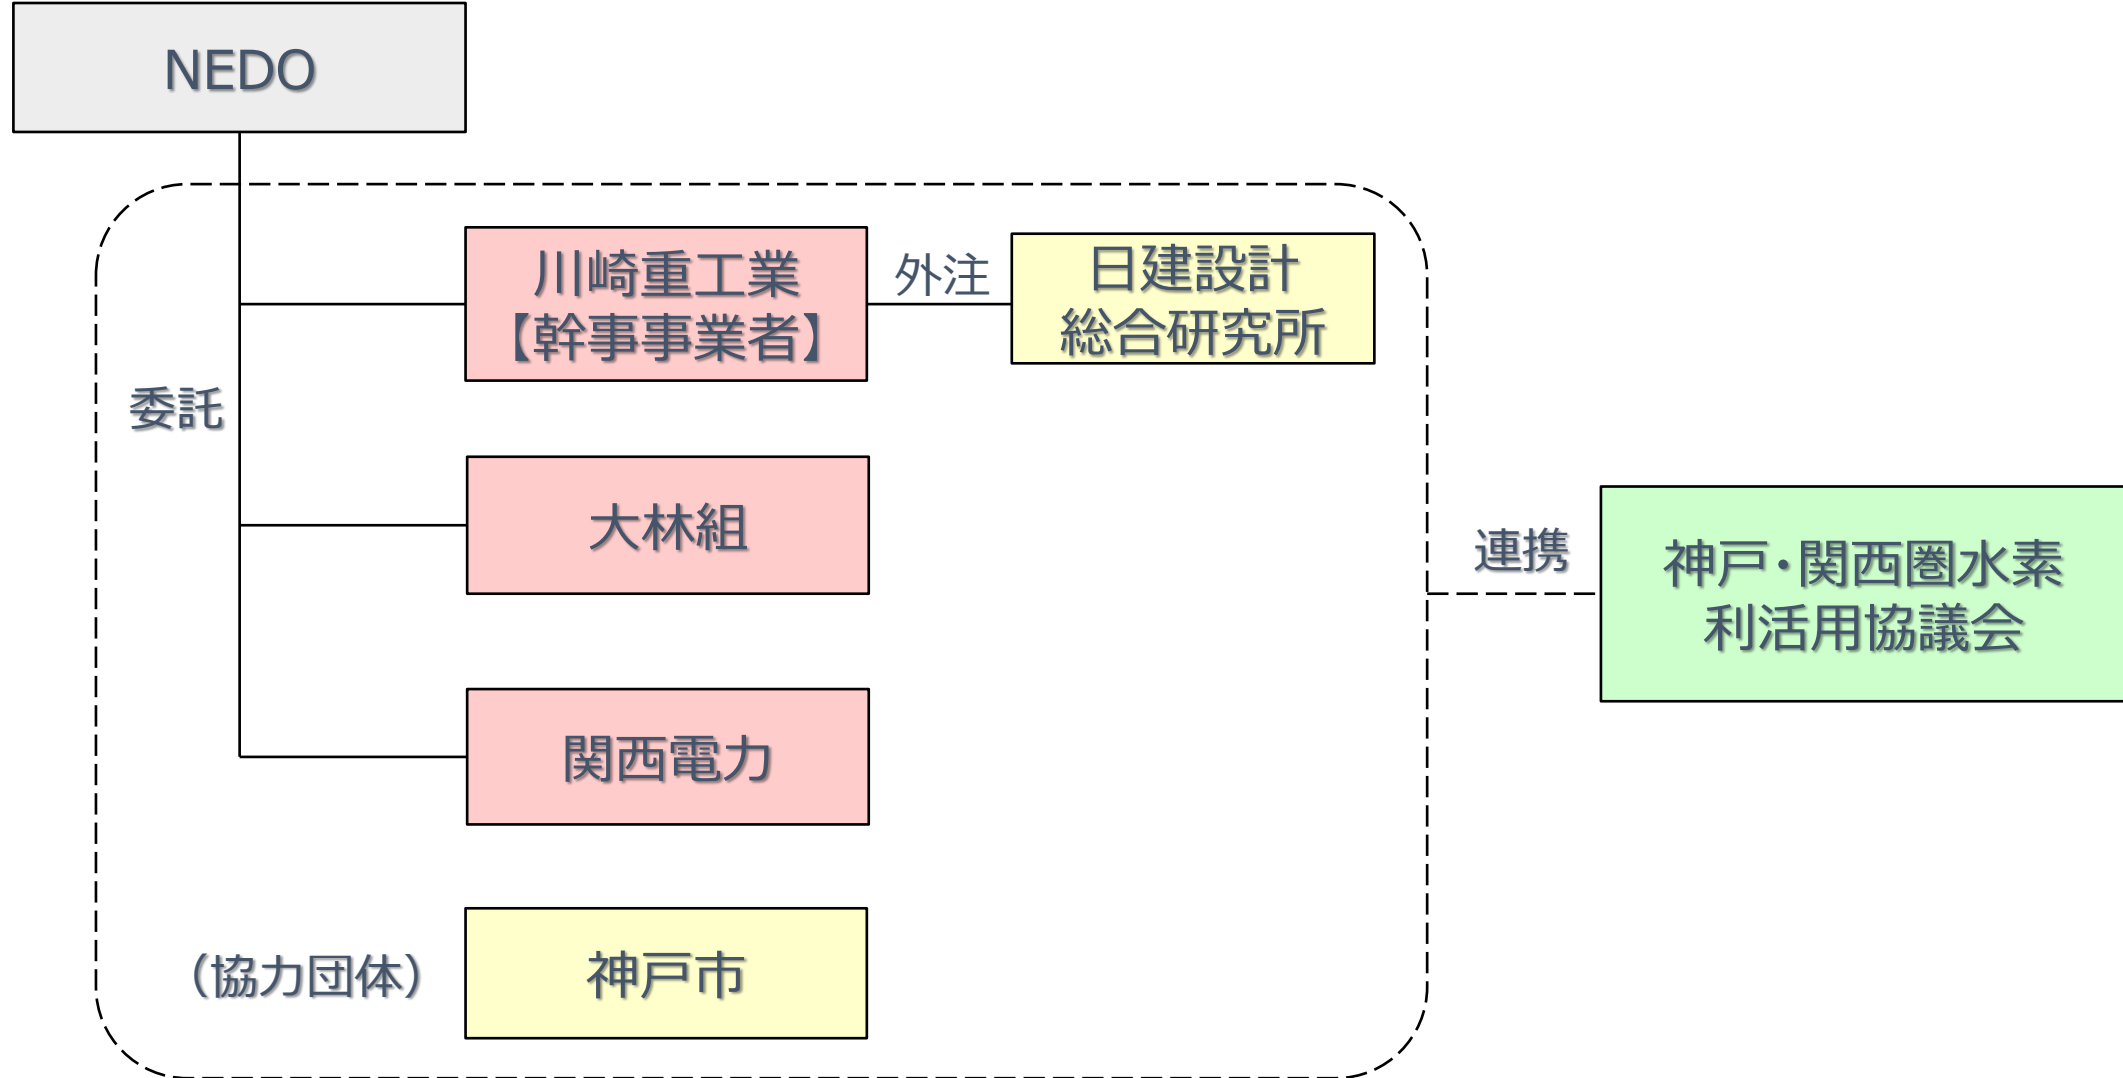 NEDO
川崎重工業
【幹事事業者】
外注
日建設計
総合研究所
委託
大林組
連携
神戸・関西圏水素
利活用協議会
関西電力
（協力団体）
神戸市